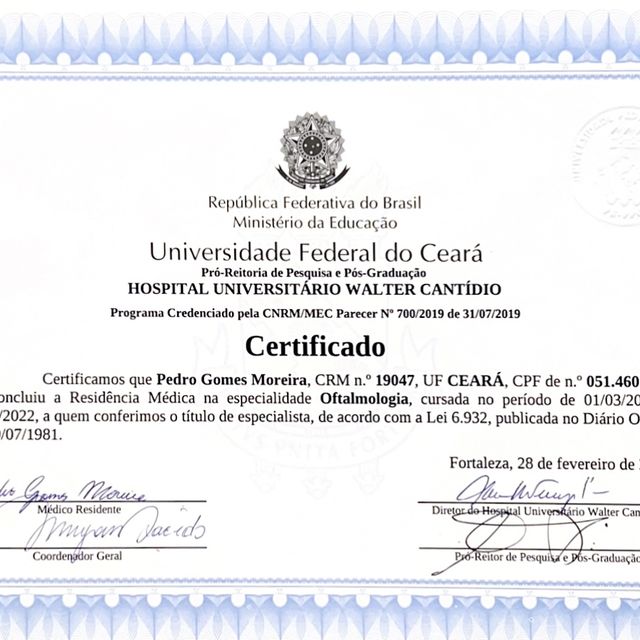 República Federativa do Brasil
Ministério da Educação
Universidade Federal do Ceará
Pró-Reitoria de Pesquisa e Pós-Graduação
HOSPITAL UNIVERSITÁRIO WALTER CANTÍDIO
Programa Credenciado pela CNRM/MEC Parecer Nº 700/2019 de 31/07/2019
Certificado
Certificamos que Pedro Gomes Moreira, CRM n.º 19047, UF CEARÁ, CPF de n.º 051.460
oncluiu a Residência Médica na especialidade Oftalmologia, cursada no período de 01/03/20
/2022, a quem conferimos o título de especialista, de acordo com a Lei 6.932, publicada no Diário O
/07/1981.
Fortaleza, 28 de fevereiro de
Gomes Moreira
Médico Residente
Diretor do Hospital Universitário Walter Can
Coordenador Geral
Pró-Reitor de Pesquisa e Pós-Graduação